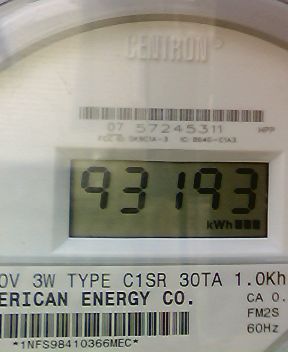 CENTRON®
07 57245311 HPP
93193
kWh
0V 3W TYPE C1SR 30TA 1.0Kh
ERICAN ENERGY CO. CA 0.
FM2S
60Hz
*1NFS98410366MEC*